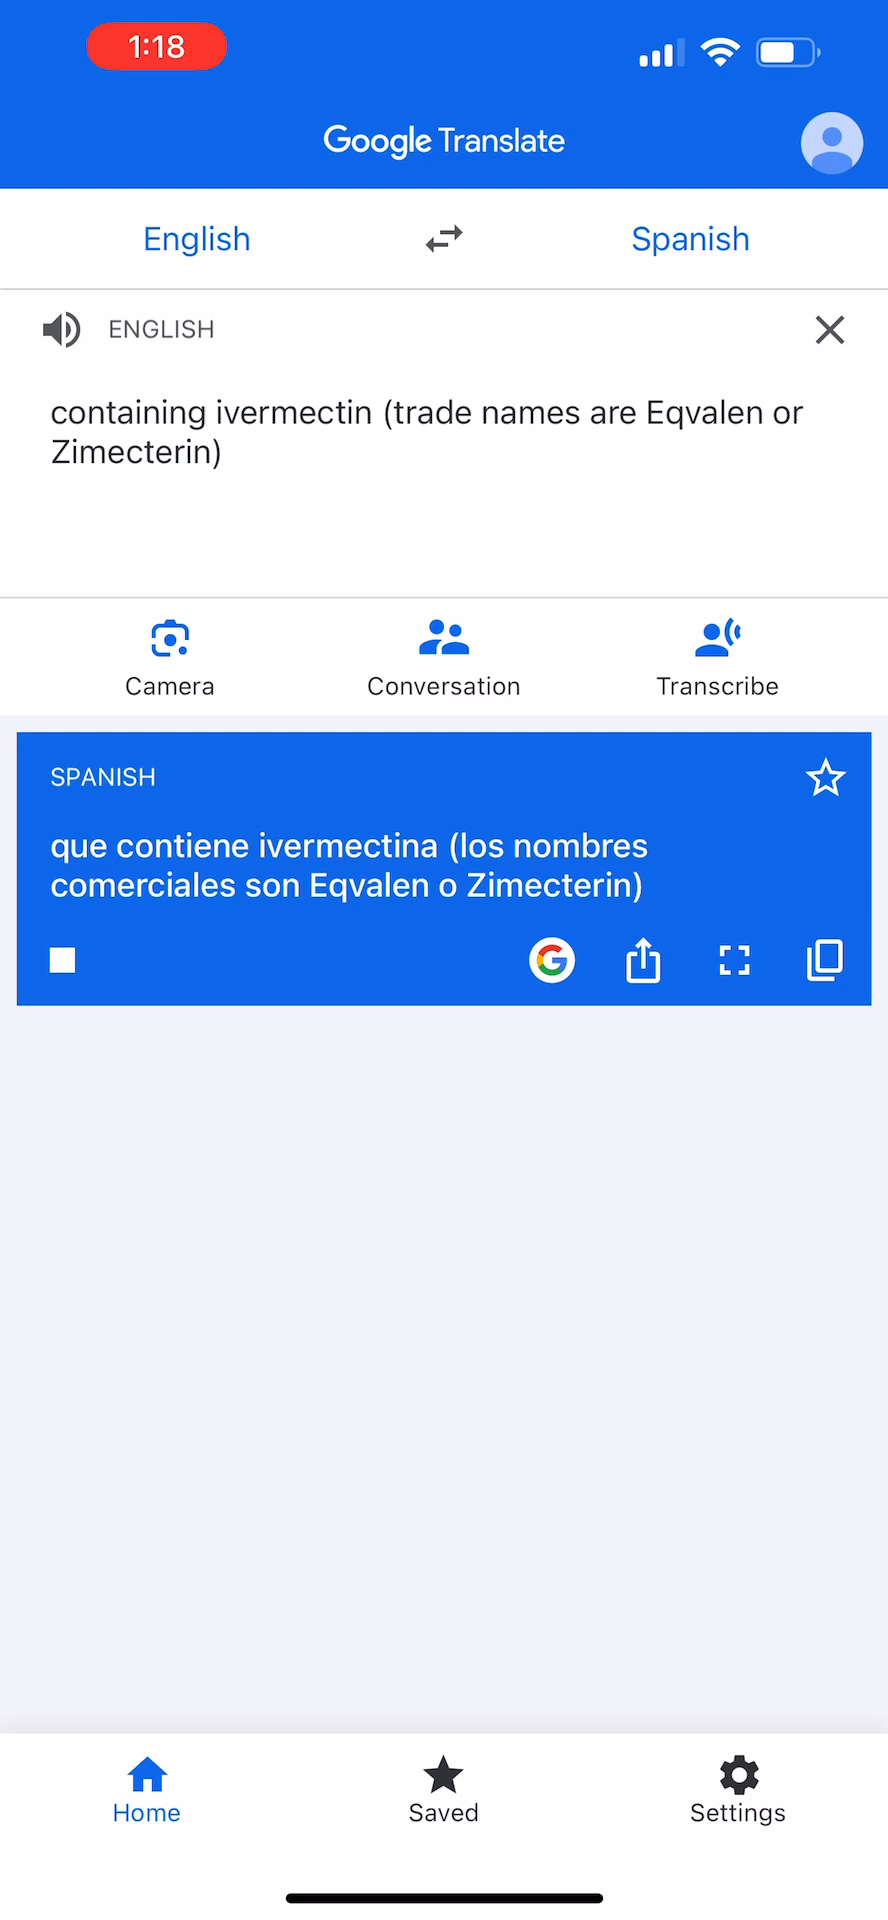 1:18
Google Translate
English
Spanish
ENGLISH
containing ivermectin (trade names are Eqvalen or
Zimecterin)
Camera
Conversation
Transcribe
SPANISH
que contiene ivermectina (los nombres
comerciales son Eqvalen o Zimecterin)
G
Home
Saved
Settings